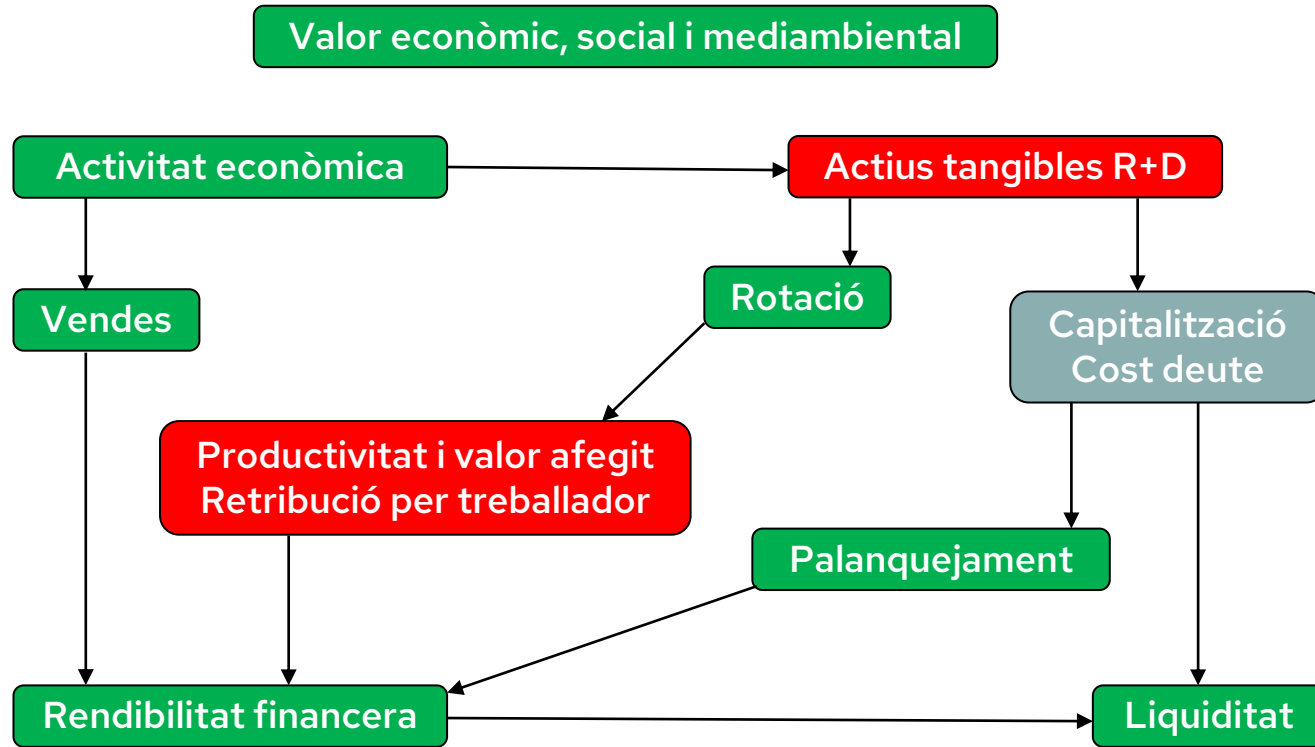 Valor econòmic, social i mediambiental
Activitat econòmica
Actius tangibles R+D
Vendes
Rotació
Capitalització
Cost deute
Productivitat i valor afegit
Retribució per treballador
Palanquejament
Rendibilitat financera
Liquiditat